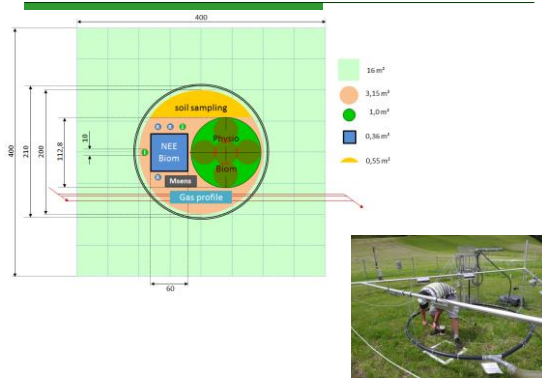 400
400
210
200
112,8
10
soil sampling
NEE
Biom
Physio
Biom
Msens
Gas profile
60
16 m²
3,15 m²
1,0 m²
0,36 m²
0,55 m²